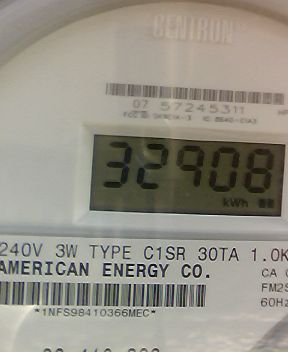 CENTRON
07 57245311
32908
kWh
240V 3W TYPE C1SR 30TA 1.0K
AMERICAN ENERGY CO.
CA
FM2S
60Hz
*1NFS98410366MEC*